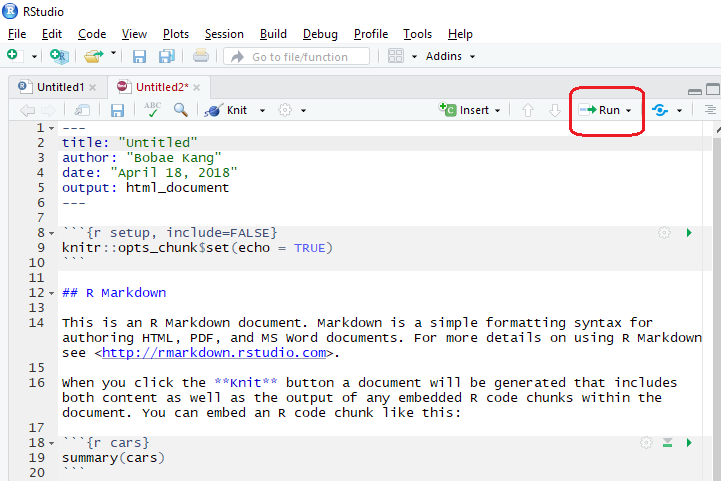 RStudio
File Edit Code View Plots Session Build Debug Profile Tools Help
Go to file/function Addins
Untitled1 Untitled2*
ABC Knit Insert Run
1 ---
2 title: "Untitled"
3 author: "Bobae Kang"
4 date: "April 18, 2018"
5 output: html_document
6 ---
7
8 ```{r setup, include=FALSE}
9 knitr::opts_chunk$set(echo = TRUE)
10 ```
11
12 ## R Markdown
13
14 This is an R Markdown document. Markdown is a simple formatting syntax for
authoring HTML, PDF, and MS Word documents. For more details on using R Markdown
see <http://rmarkdown.rstudio.com>.
15
16 When you click the **Knit** button a document will be generated that includes
both content as well as the output of any embedded R code chunks within the
document. You can embed an R code chunk like this:
17
18 ```{r cars}
19 summary(cars)
20 ```